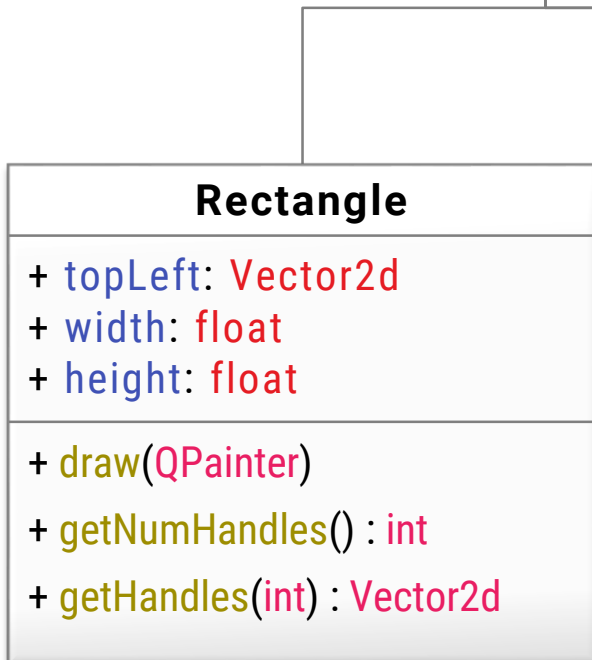 Rectangle
+ topLeft: Vector2d
+ width: float
+ height: float
+ draw(QPainter)
+ getNumHandles() : int
+ getHandles(int) : Vector2d